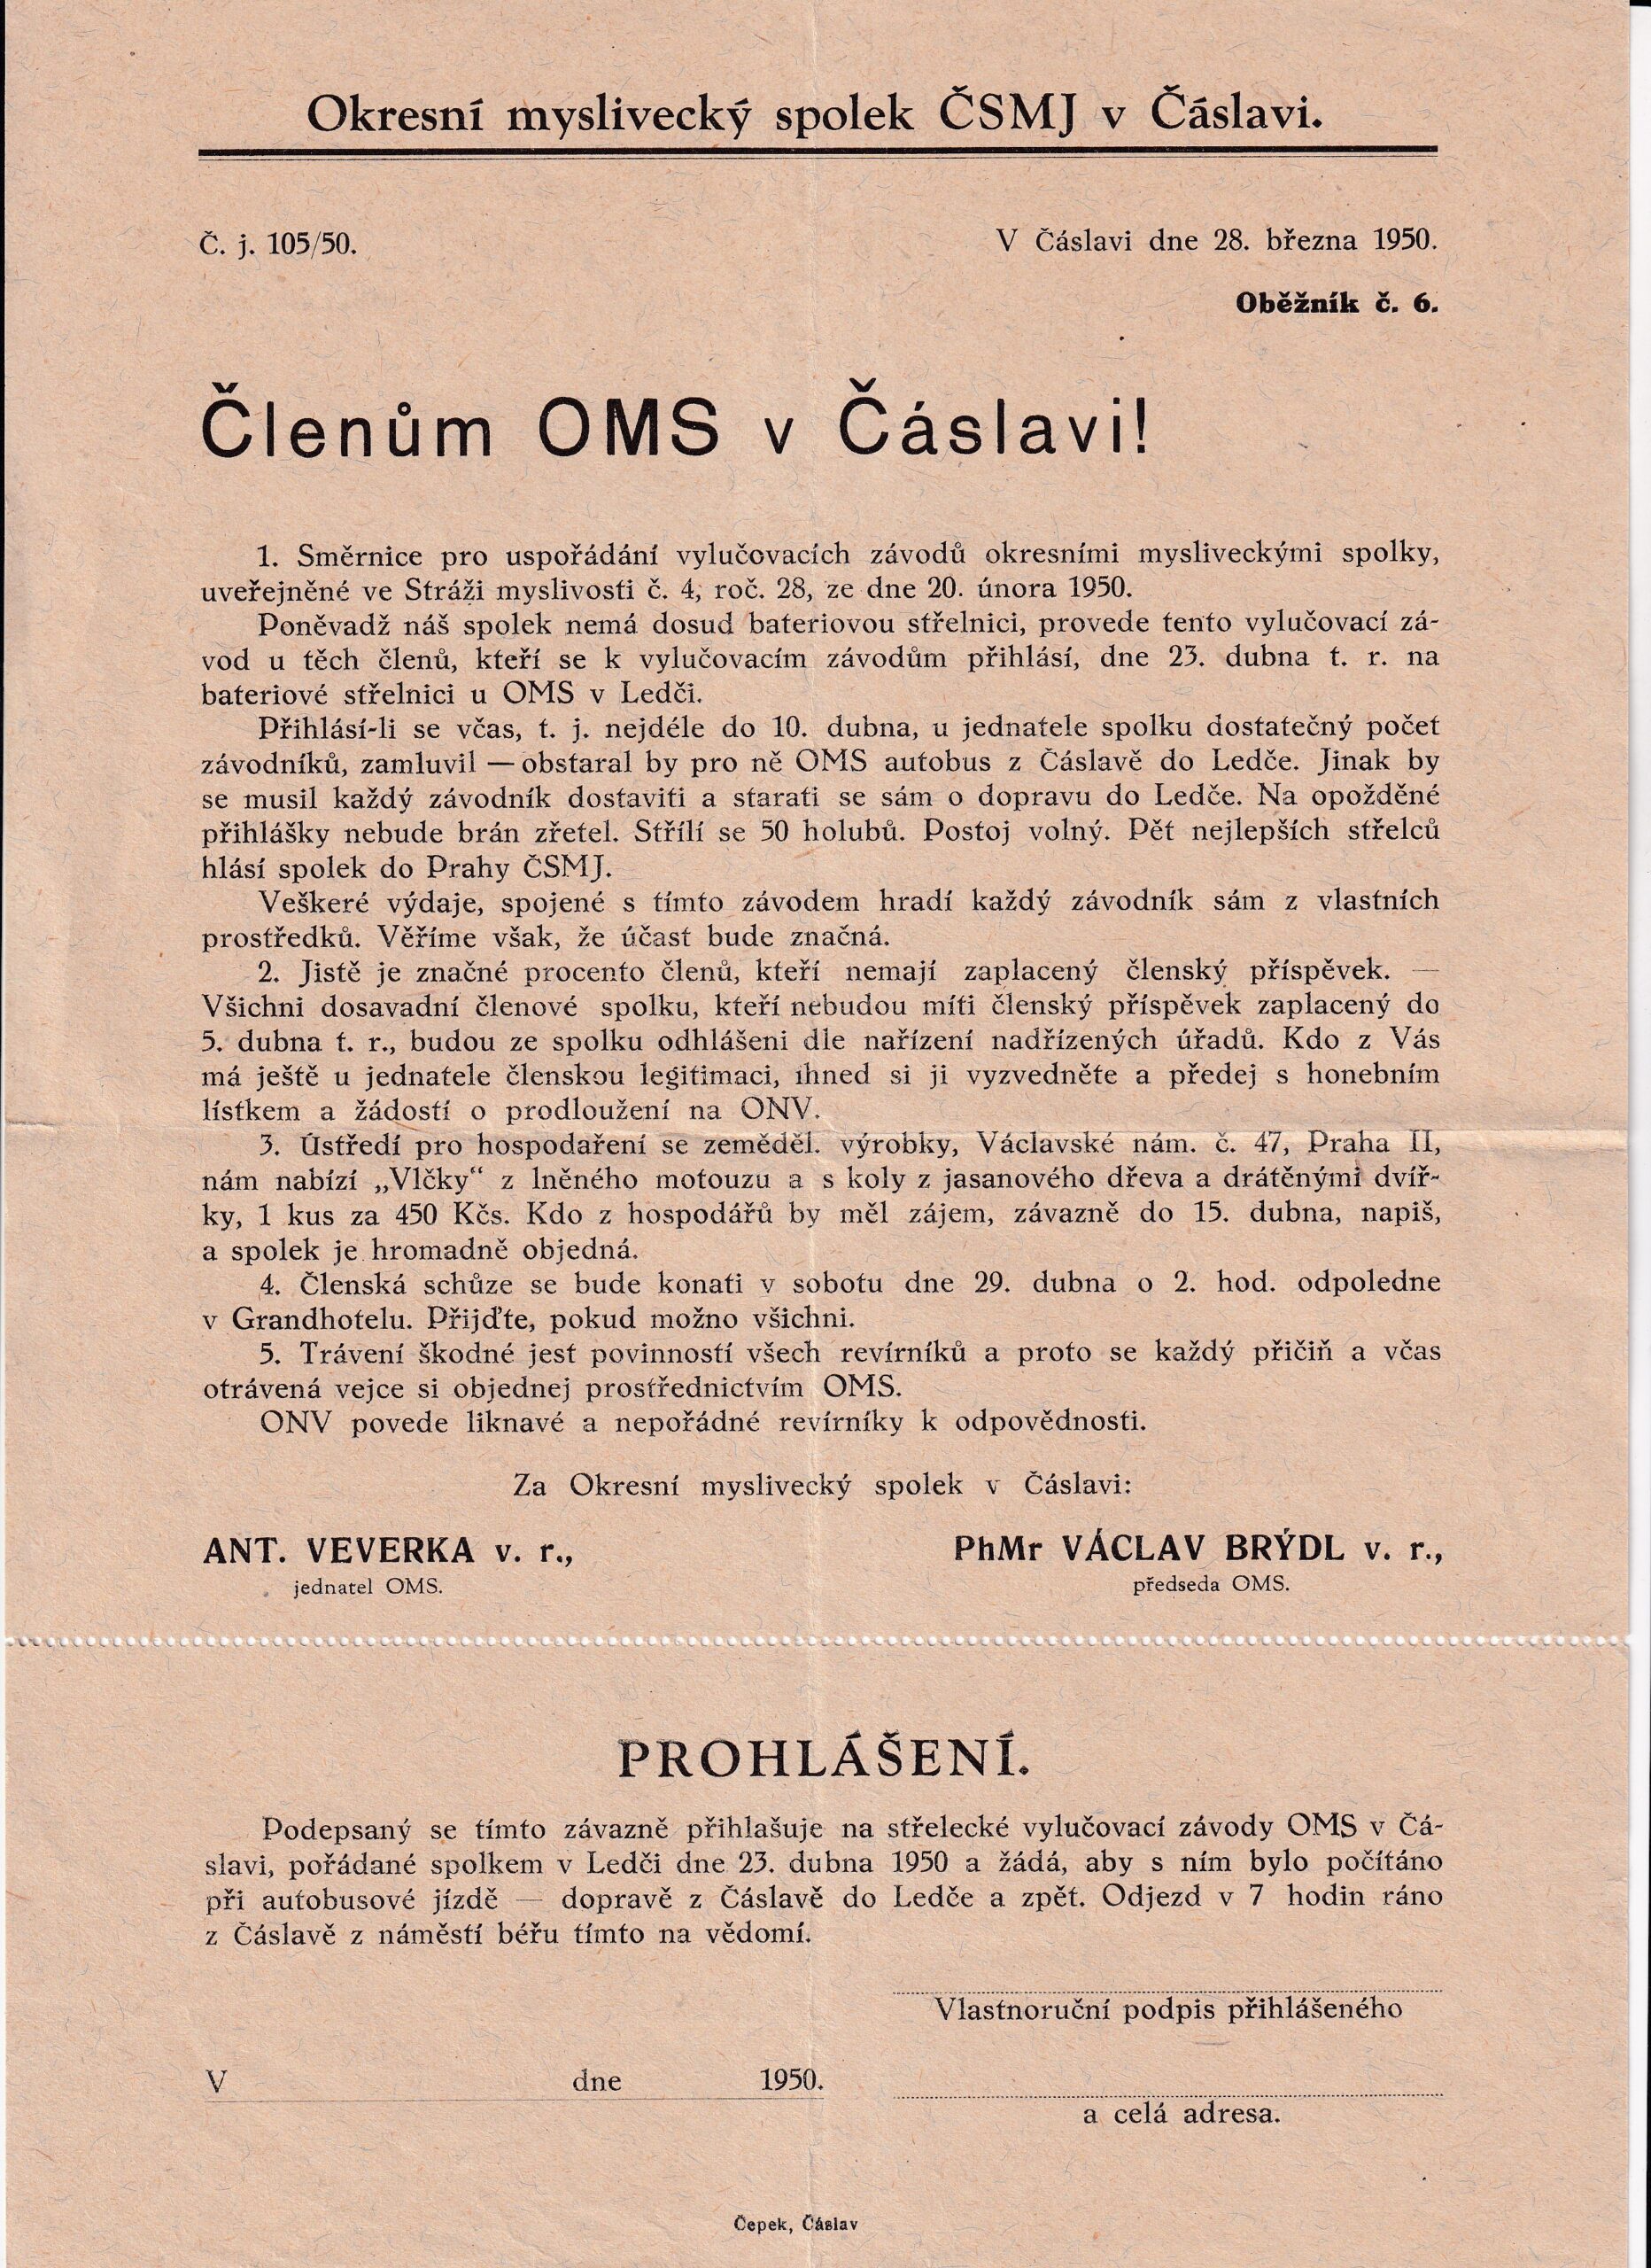 Okresní myslivecký spolek ČSMJ v Čáslavi.
Č. j. 105/50.
V Čáslavi dne 28. března 1950.
Oběžník č. 6.
Členům OMS v Čáslavi!
1. Směrnice pro uspořádání vylučovacích závodů okresními mysliveckými spolky,
uveřejněné ve Stráži myslivosti č. 4, roč. 28, ze dne 20. února 1950.
Poněvadž náš spolek nemá dosud bateriovou střelnici, provede tento vylučovací zá-
vod u těch členů, kteří se k vylučovacím závodům přihlásí, dne 23. dubna t. r. na
bateriové střelnici u OMS v Ledči.
Přihlásí-li se včas, t. j. nejdéle do 10. dubna, u jednatele spolku dostatečný počet
závodníků, zamluvil — obstaral by pro ně OMS autobus z Čáslavě do Ledče. Jinak by
se musil každý závodník dostaviti a starati se sám o dopravu do Ledče. Na opožděné
přihlášky nebude brán zřetel. Střílí se 50 holubů. Postoj volný. Pět nejlepších střelců
hlásí spolek do Prahy ČSMJ.
Veškeré výdaje, spojené s tímto závodem hradí každý závodník sám z vlastních
prostředků. Věříme však, že účast bude značná.
2. Jistě je značné procento členů, kteří nemají zaplacený členský příspěvek. —
Všichni dosavadní členové spolku, kteří nebudou míti členský příspěvek zaplacený do
5. dubna t. r., budou ze spolku odhlášeni dle nařízení nadřízených úřadů. Kdo z Vás
má ještě u jednatele členskou legitimaci, ihned si ji vyzvedněte a předej s honebním
lístkem a žádostí o prodloužení na ONV.
3. Ústředí pro hospodaření se zeměděl. výrobky, Václavské nám. č. 47, Praha II,
nám nabízí „Vlčky“ z lněného motouzu a s koly z jasanového dřeva a drátěnými dvíř-
ky, 1 kus za 450 Kčs. Kdo z hospodářů by měl zájem, závazně do 15. dubna, napiš,
a spolek je hromadně objedná.
4. Členská schůze se bude konati v sobotu dne 29. dubna o 2. hod. odpoledne
v Grandhotelu. Přijďte, pokud možno všichni.
5. Trávení škodné jest povinností všech revírníků a proto se každý přičiň a včas
otrávená vejce si objednej prostřednictvím OMS.
ONV povede liknavé a nepořádné revírníky k odpovědnosti.
Za Okresní myslivecký spolek v Čáslavi:
ANT. VEVERKA v. r.,
jednatel OMS.
PhMr VÁCLAV BRÝDL v. r.,
předseda OMS.
PROHLÁŠENÍ.
Podepsaný se tímto závazně přihlašuje na střelecké vylučovací závody OMS v Čá-
slavi, pořádané spolkem v Ledči dne 23. dubna 1950 a žádá, aby s ním bylo počítáno
při autobusové jízdě — dopravě z Čáslavě do Ledče a zpět. Odjezd v 7 hodin ráno
z Čáslavě z náměstí béřu tímto na vědomí.
Vlastnoruční podpis přihlášeného
V dne 1950.
a celá adresa.
Čepek, Čáslav